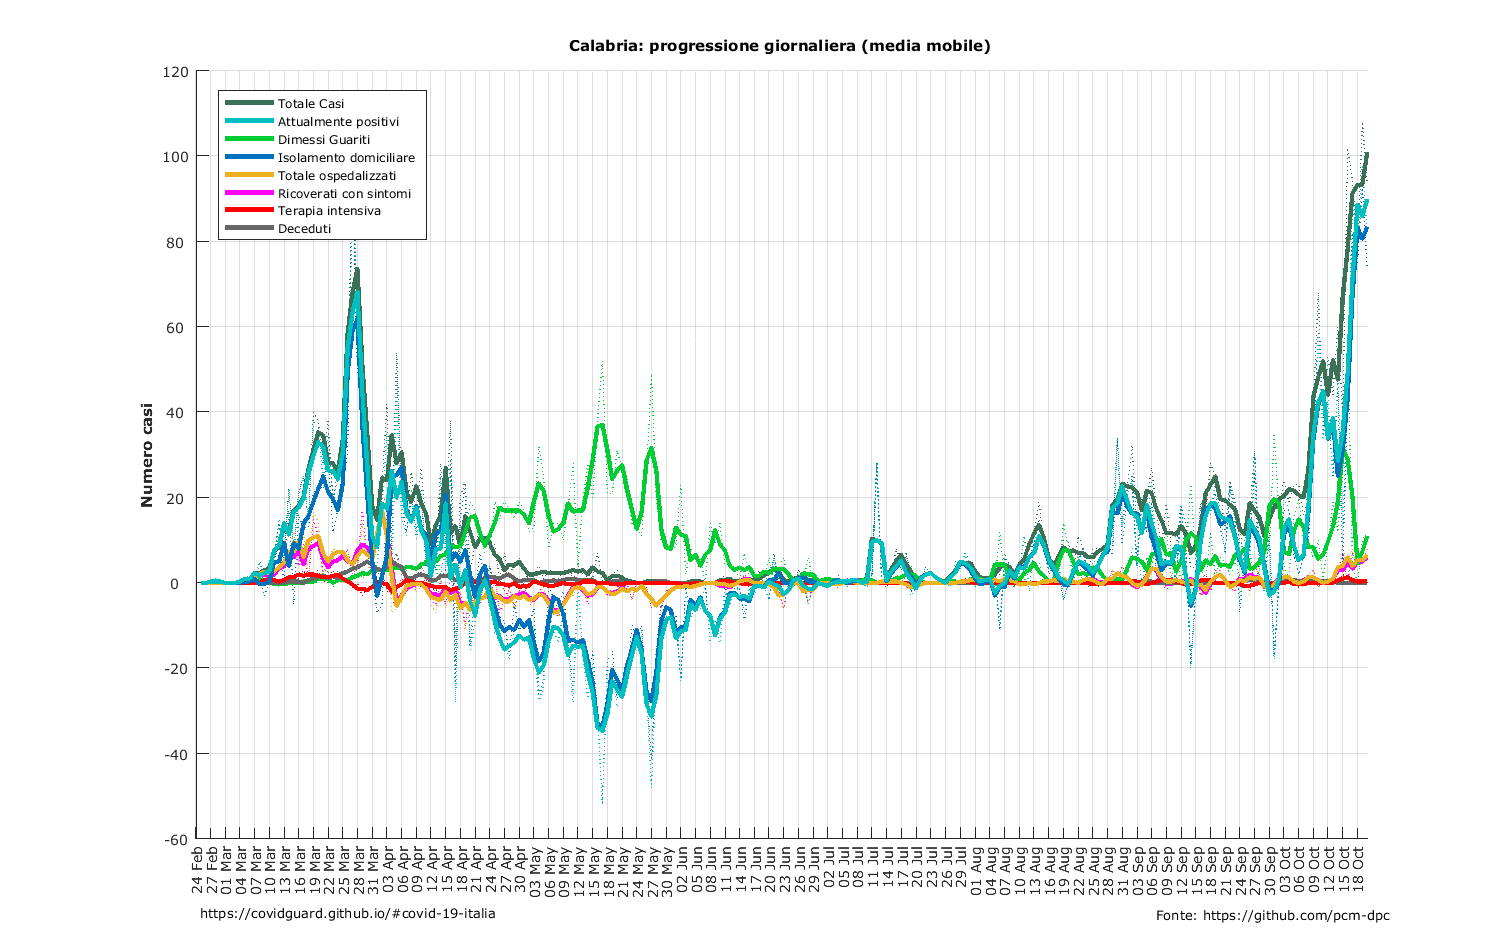 Calabria: progressione giornaliera (media mobile)
120
100
80
60
40
20
0
-20
-40
-60
Numero casi
Totale Casi
Attualmente positivi
Dimessi Guariti
Isolamento domiciliare
Totale ospedalizzati
Ricoverati con sintomi
Terapia intensiva
Deceduti
24 Feb
27 Feb
01 Mar
04 Mar
07 Mar
10 Mar
13 Mar
16 Mar
19 Mar
22 Mar
25 Mar
28 Mar
31 Mar
03 Apr
06 Apr
09 Apr
12 Apr
15 Apr
18 Apr
21 Apr
24 Apr
27 Apr
30 Apr
03 May
06 May
09 May
12 May
15 May
18 May
21 May
24 May
27 May
30 May
02 Jun
05 Jun
08 Jun
11 Jun
14 Jun
17 Jun
20 Jun
23 Jun
26 Jun
29 Jun
02 Jul
05 Jul
08 Jul
11 Jul
14 Jul
17 Jul
20 Jul
23 Jul
26 Jul
29 Jul
01 Aug
04 Aug
07 Aug
10 Aug
13 Aug
16 Aug
19 Aug
22 Aug
25 Aug
28 Aug
31 Aug
03 Sep
06 Sep
09 Sep
12 Sep
15 Sep
18 Sep
21 Sep
24 Sep
27 Sep
30 Sep
03 Oct
06 Oct
09 Oct
12 Oct
15 Oct
18 Oct
https://covidguard.github.io/#covid-19-italia
Fonte: https://github.com/pcm-dpc